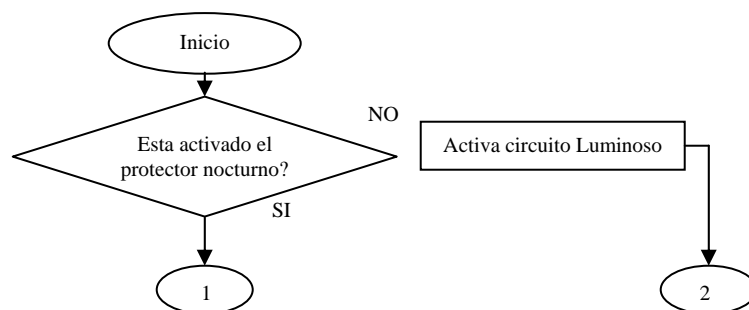 Inicio
NO
Esta activado el
protector nocturno?
Activa circuito Luminoso
SI
1
2